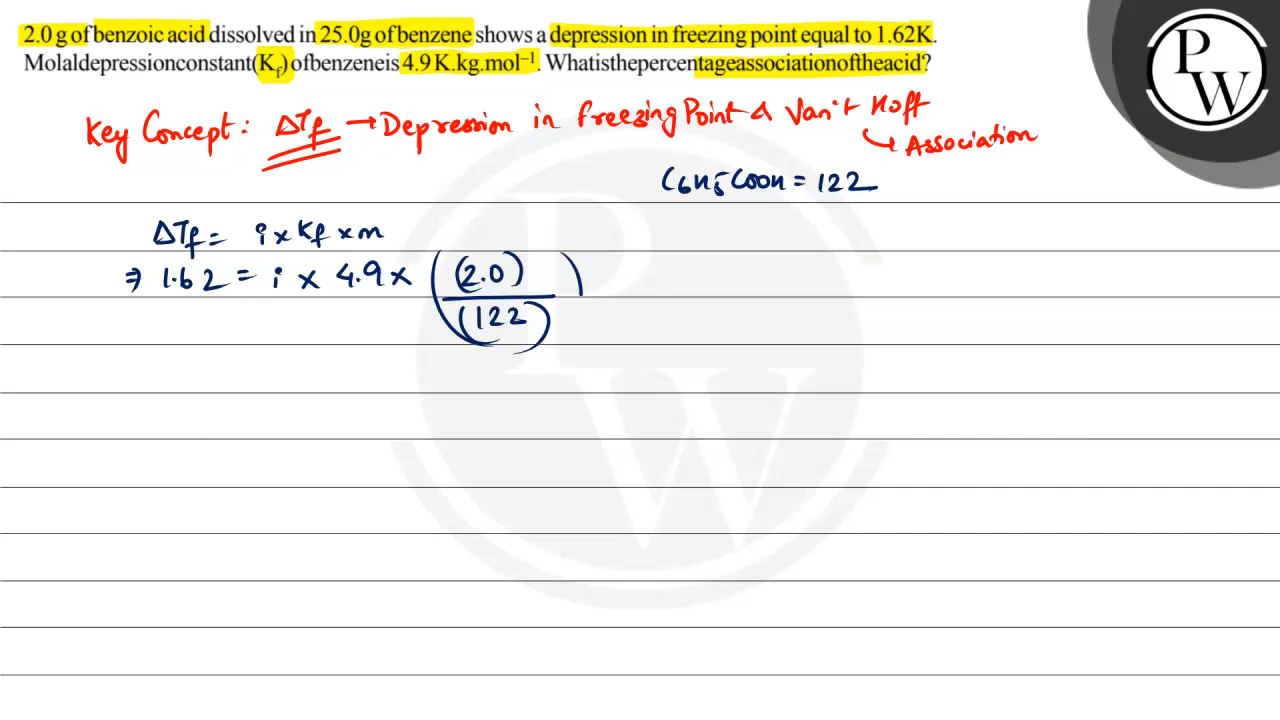 2.0 g of benzoic acid dissolved in 25.0g of benzene shows a depression in freezing point equal to 1.62K.
Molaldepressionconstant(K_f) ofbenzeneis 4.9 K.kg.mol⁻¹. Whatisthepercentageassociationoftheacid?
Key Concept: ΔTf → Depression in freezing Point & Van't Hoff
↳ Association
C6H5COOH = 122
ΔTf = i × Kf × m
⇒ 1.62 = i × 4.9 × ( (2.0) / (122) )
P
W
P
W